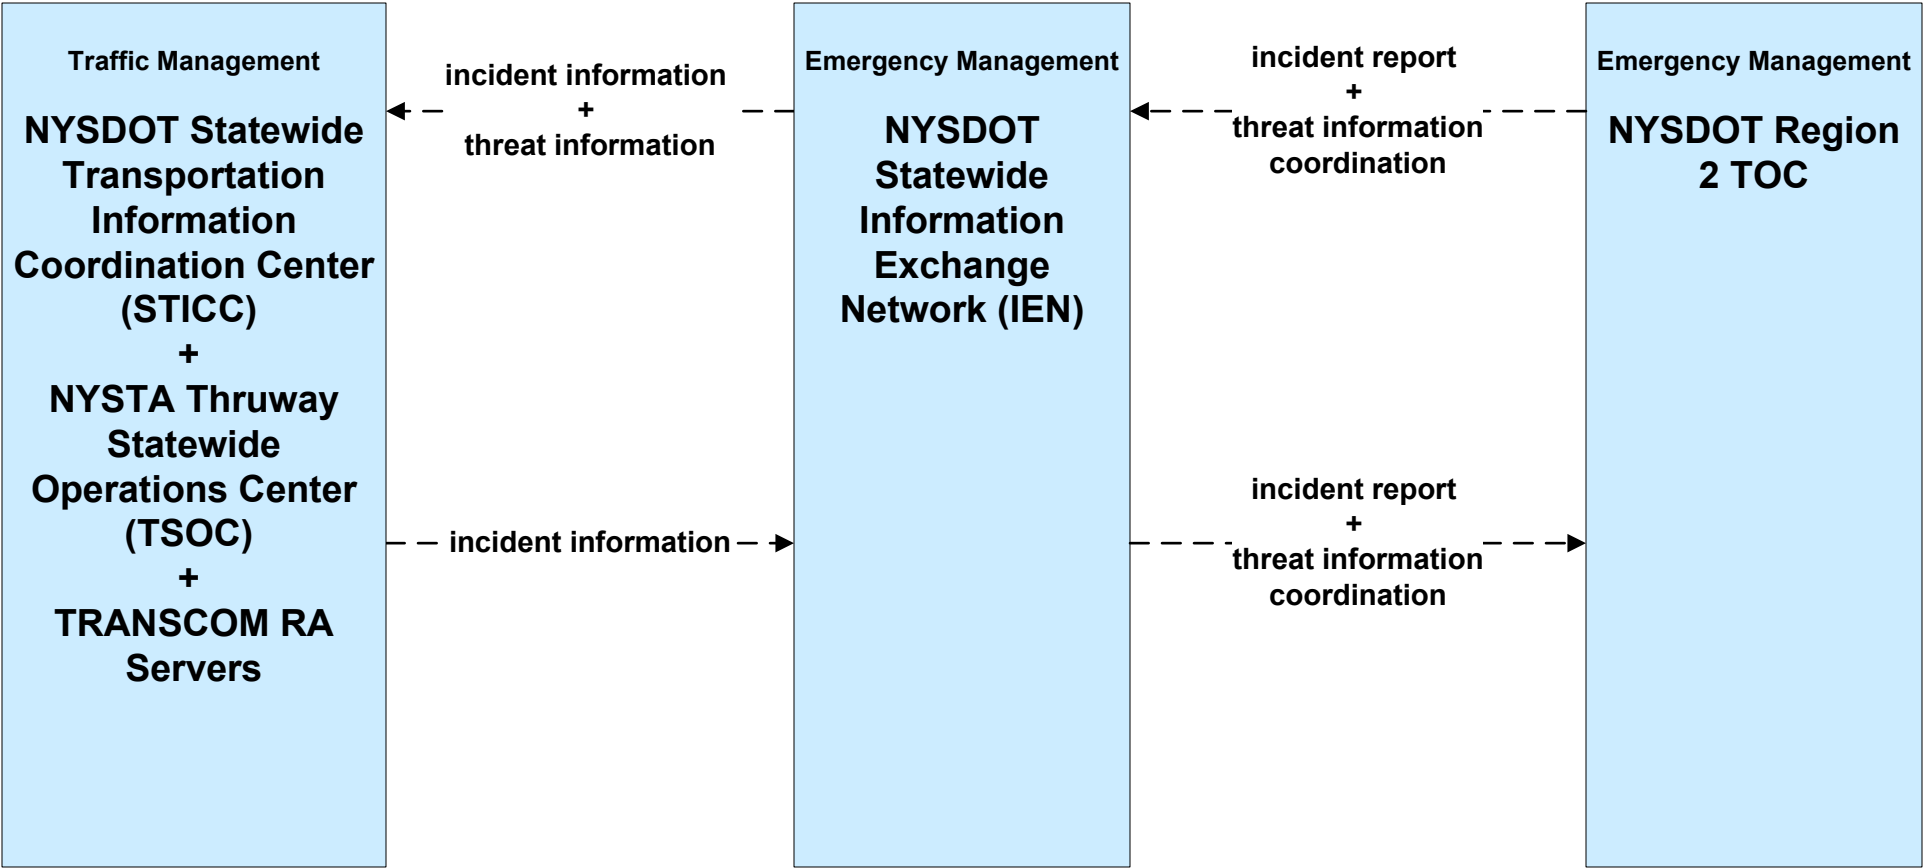 Traffic Management
NYSDOT Statewide
Transportation
Information
Coordination Center
(STICC)
+
NYSTA Thruway
Statewide
Operations Center
(TSOC)
+
TRANSCOM RA
Servers
incident information
+
threat information
incident information
Emergency Management
NYSDOT
Statewide
Information
Exchange
Network (IEN)
incident report
+
threat information
coordination
incident report
+
threat information
coordination
Emergency Management
NYSDOT Region
2 TOC